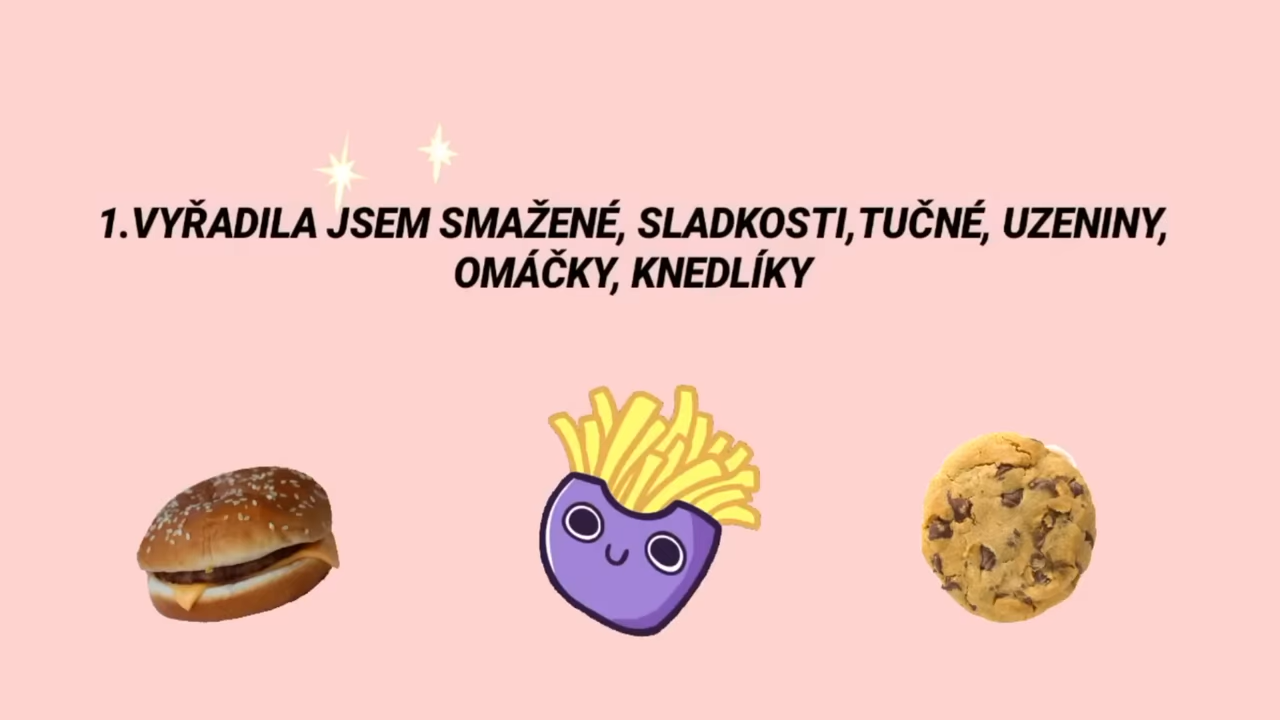 1.VYŘADILA JSEM SMAŽENÉ, SLADKOSTI,TUČNÉ, UZENINY,
OMÁČKY, KNEDLÍKY